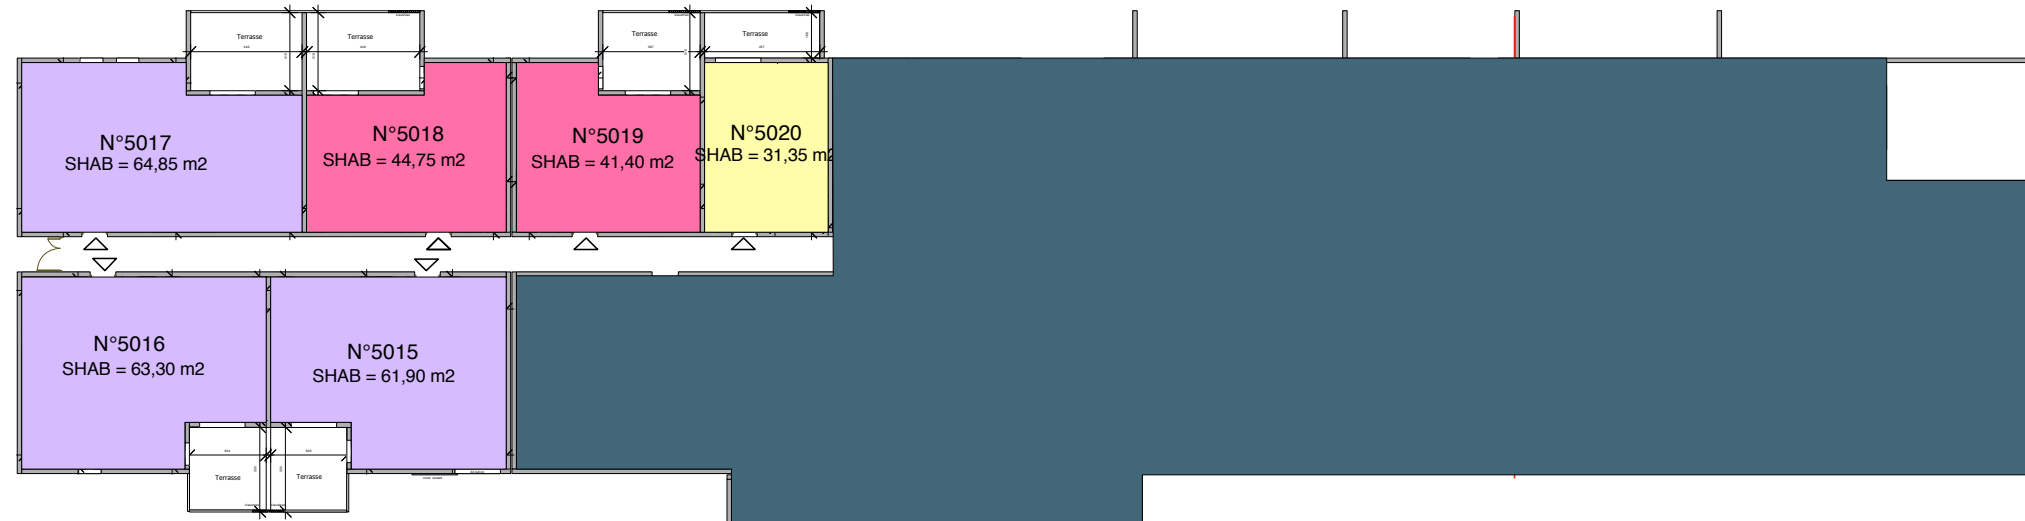 Terrasse
Terrasse
Terrasse
Terrasse
N°5017
SHAB = 64,85 m2
N°5018
SHAB = 44,75 m2
N°5019
SHAB = 41,40 m2
N°5020
SHAB = 31,35 m2
N°5016
SHAB = 63,30 m2
N°5015
SHAB = 61,90 m2
Terrasse
Terrasse